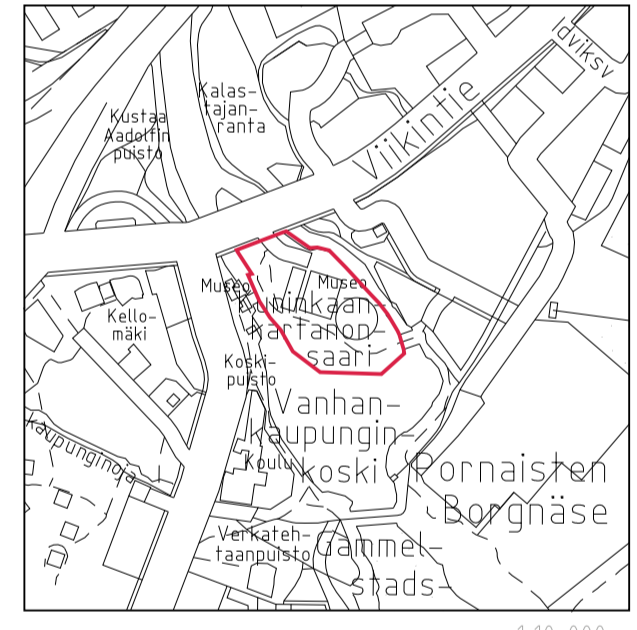 Idviksv
Kalas-
tajan-
ranta
Kustaa
Aadolfin
puisto
Viikintie
Museo
Museo
Kuninkaan-
kartanon-
saari
Kello-
mäki
Koski-
puisto
Vanhan-
kaupungin-
koski
Kaupunginoja
Koulu
Pornaisten
Borgnäse
Verkateh-
taanpuisto
Gammel-
stads-